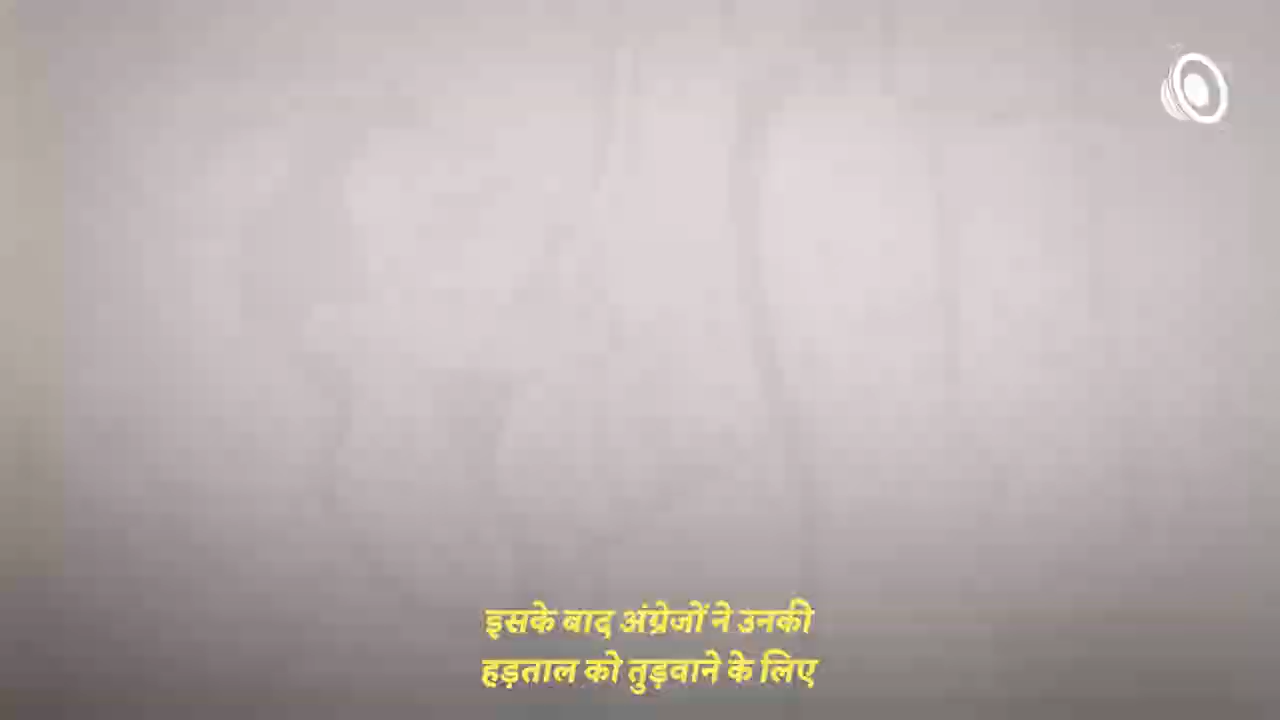 इसके बाद अंग्रेजों ने उनकी
हड़ताल को तुड़वाने के लिए